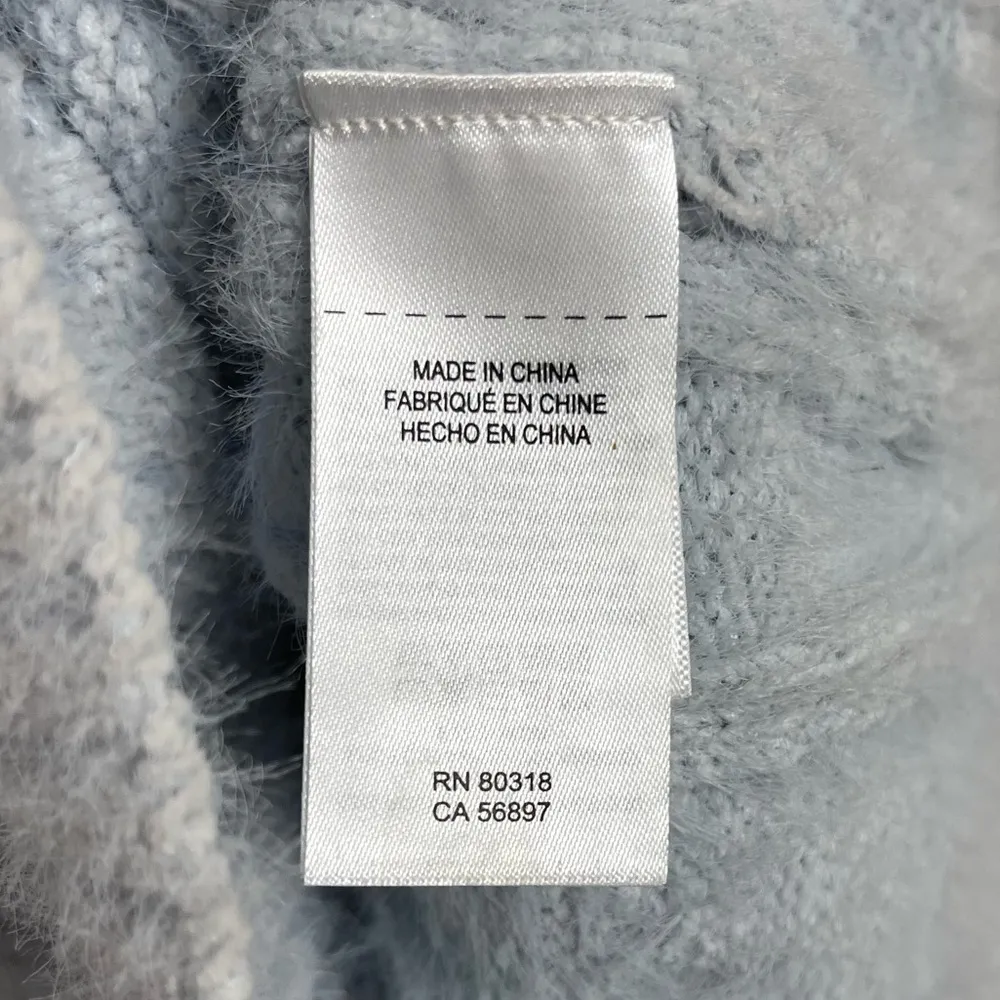 MADE IN CHINA
FABRIQUÉ EN CHINE
HECHO EN CHINA
RN 80318
CA 56897